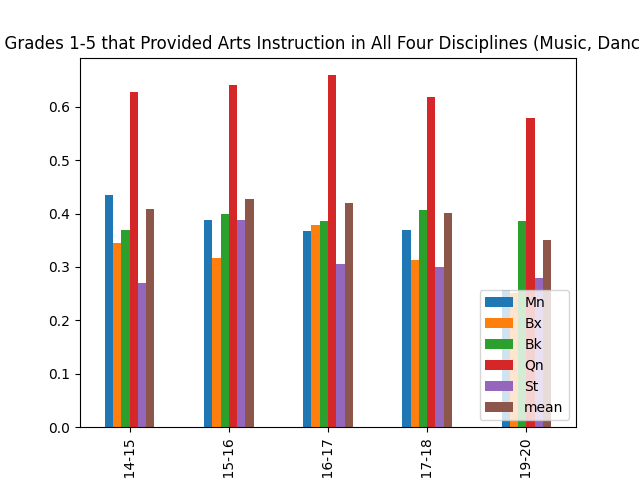 Grades 1-5 that Provided Arts Instruction in All Four Disciplines (Music,
0.6
0.5
0.4
0.3
0.2
0.1
0.0
Mn
Bx
Bk
Qn
St
mean
14-15
15-16
16-17
17-18
19-20